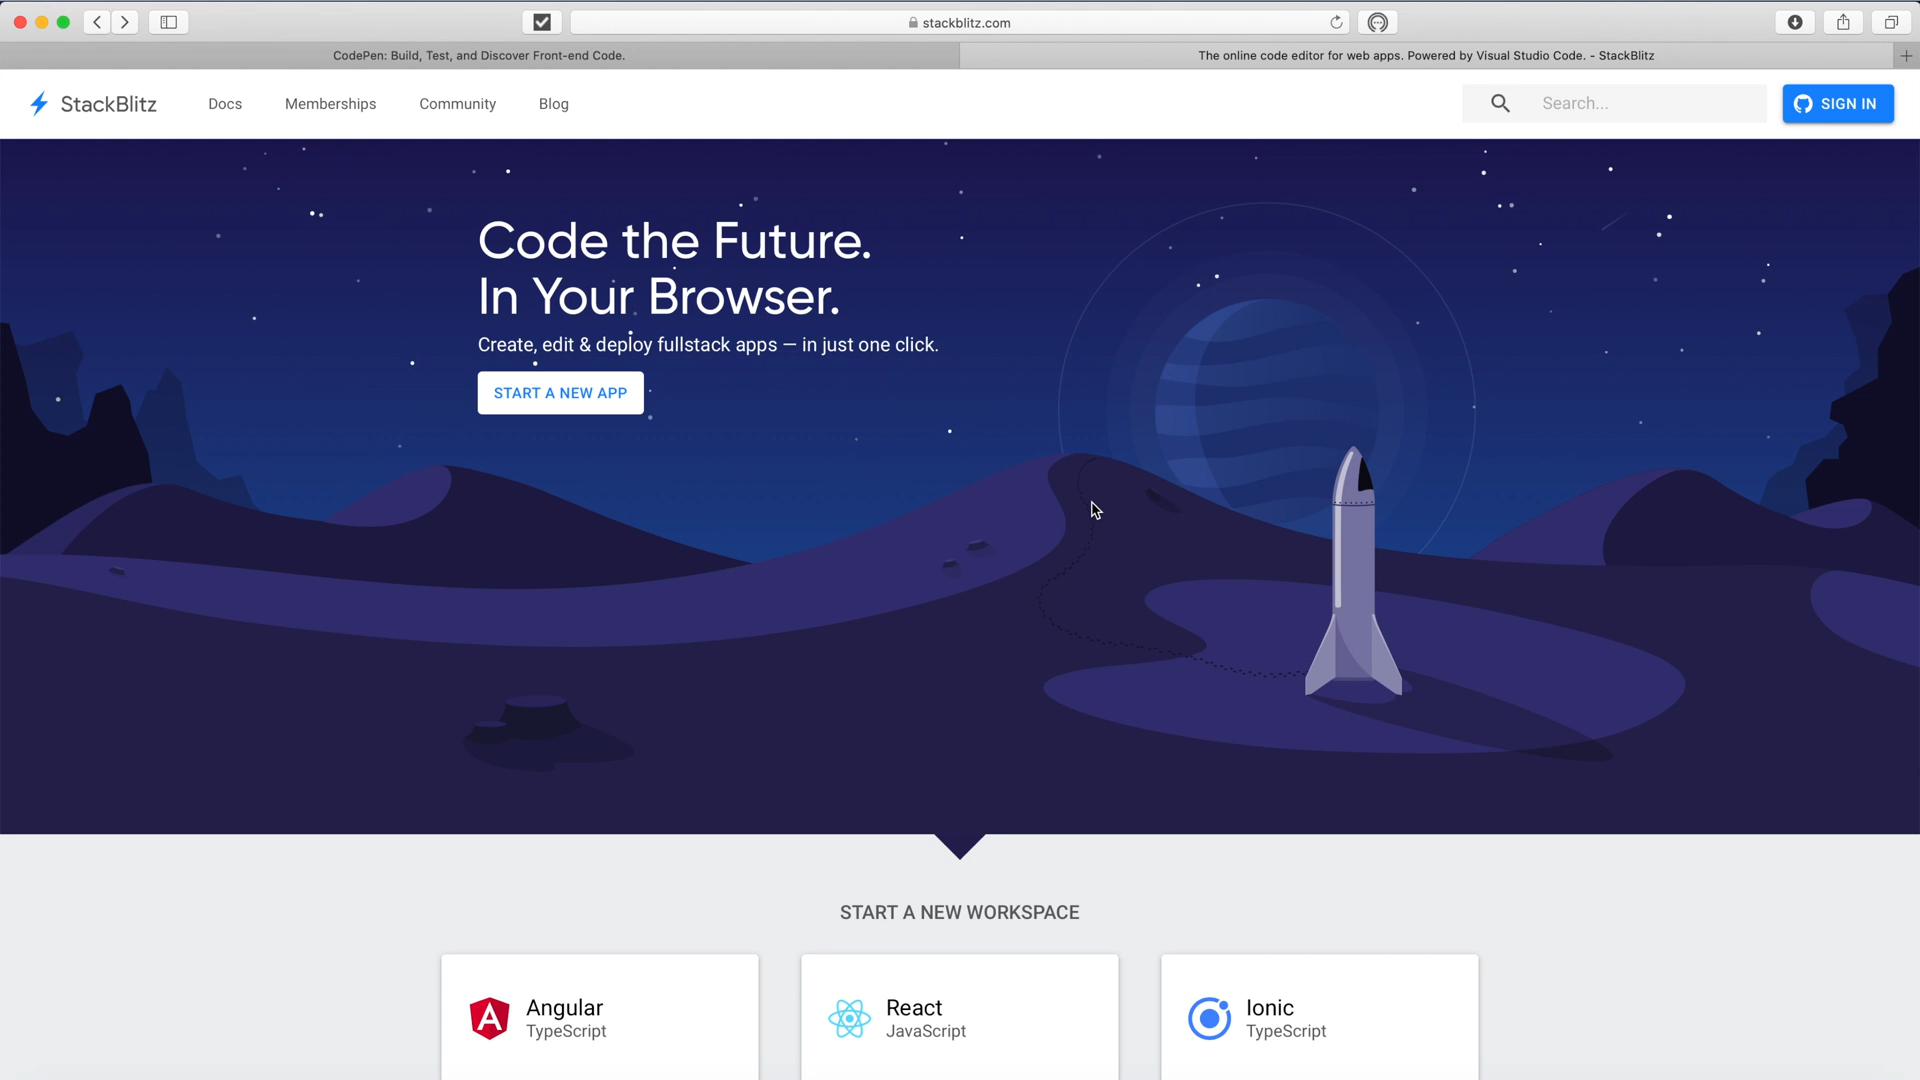 stackblitz.com
CodePen: Build, Test, and Discover Front-end Code.
The online code editor for web apps. Powered by Visual Studio Code. - StackBlitz
StackBlitz
Docs
Memberships
Community
Blog
Search...
SIGN IN
Code the Future.
In Your Browser.
Create, edit & deploy fullstack apps — in just one click.
START A NEW APP
START A NEW WORKSPACE
Angular
TypeScript
React
JavaScript
Ionic
TypeScript